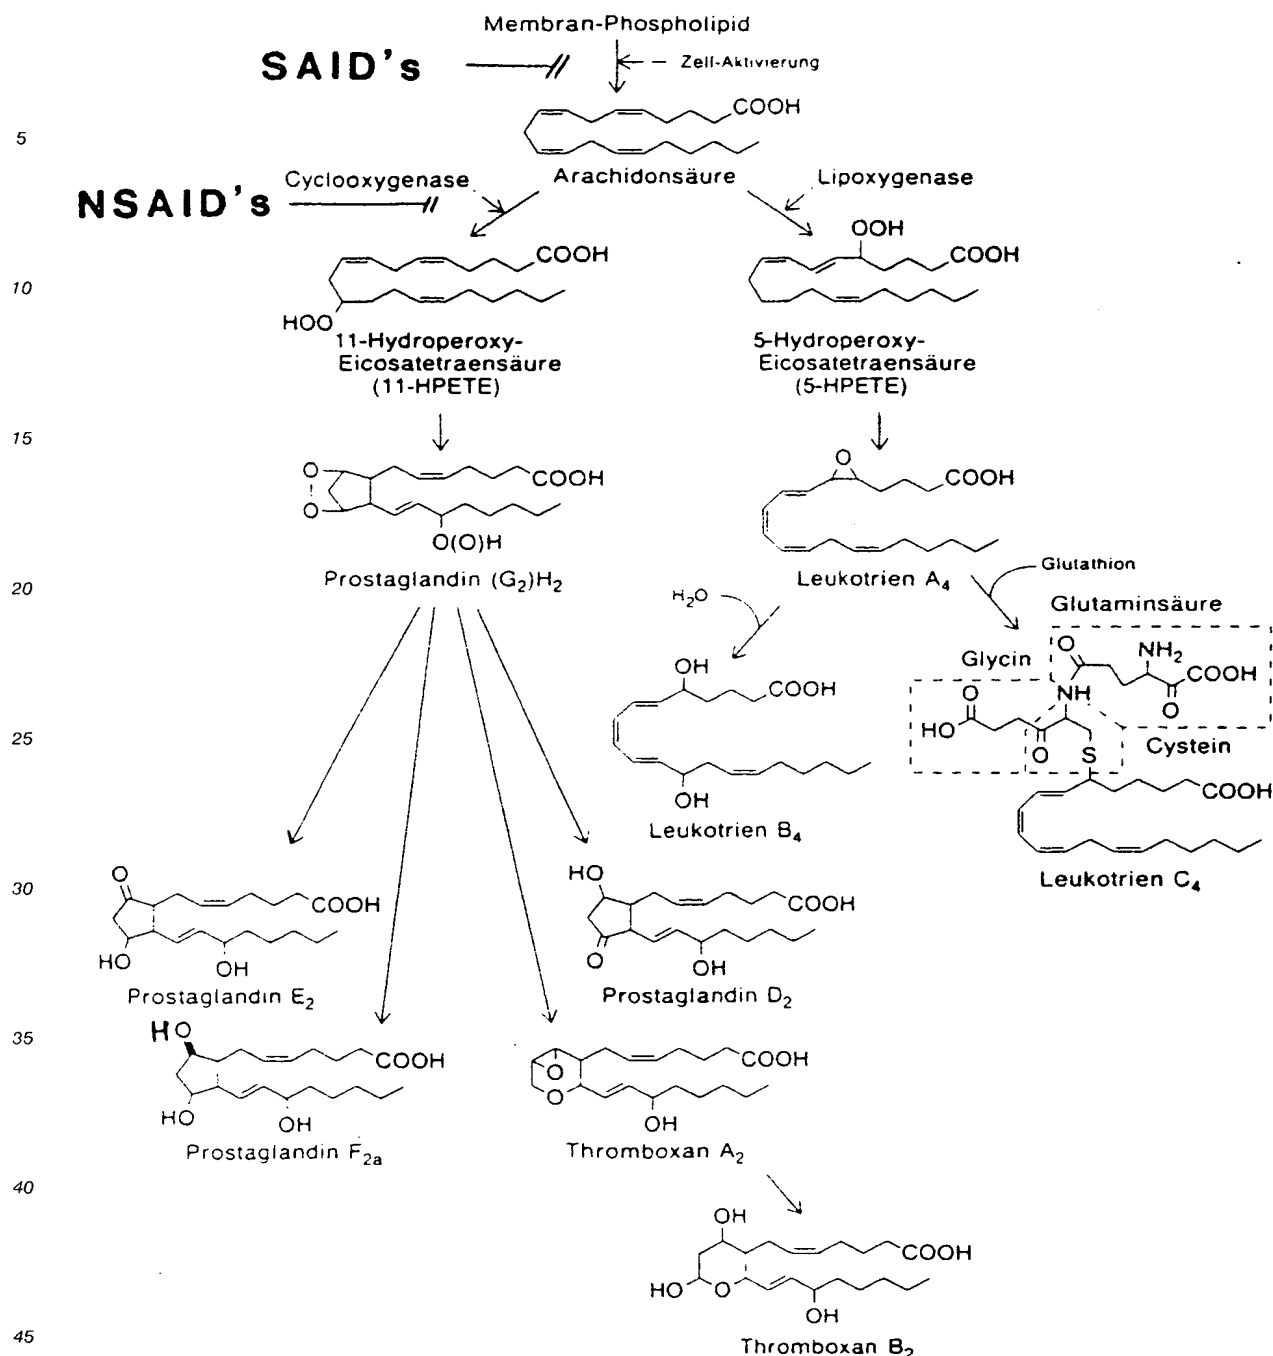 Membran-Phospholipid
SAID's
Zell-Aktivierung
COOH
5
Arachidonsäure
Cyclooxygenase
Lipoxygenase
NSAID's
OOH
COOH
COOH
10
HOO
11-Hydroperoxy-
Eicosatetraensäure
(11-HPETE)
5-Hydroperoxy-
Eicosatetraensäure
(5-HPETE)
15
O
O
COOH
O(O)H
Prostaglandin (G2)H2
O
COOH
Leukotrien A4
Glutathion
20
H2O
Glutaminsäure
Glycin
O
NH2
COOH
O
NH
O
HO
O
S
Cystein
25
OH
COOH
OH
Leukotrien B4
COOH
Leukotrien C4
30
O
COOH
HO
OH
Prostaglandin E2
HO
COOH
O
OH
Prostaglandin D2
35
HO
COOH
HO
OH
Prostaglandin F2a
COOH
O
O
OH
Thromboxan A2
40
OH
COOH
HO
O
OH
45
Thromboxan B2